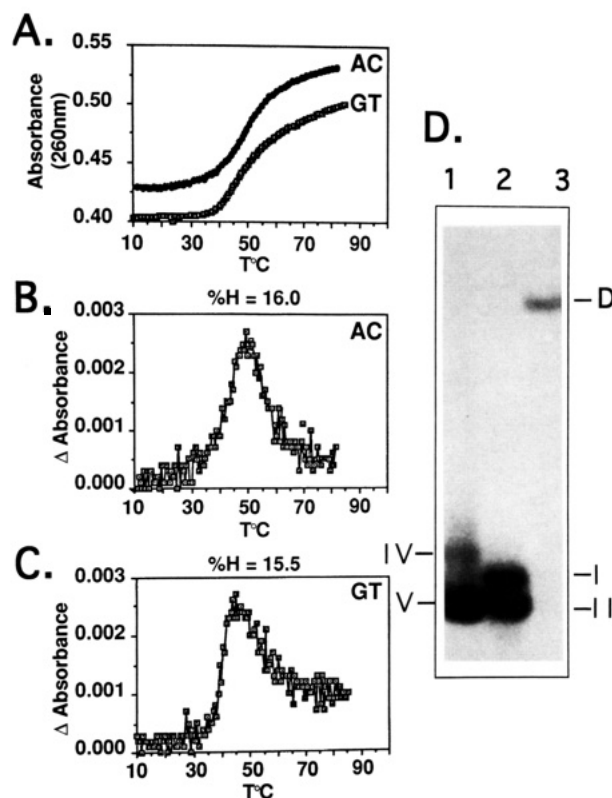 A.
0.55
0.50
0.45
0.40
Absorbance
(260nm)
AC
GT
10 30 50 70 90
T°C
B.
%H = 16.0
0.003
0.002
0.001
0.000
Δ Absorbance
AC
10 30 50 70 90
T°C
C.
%H = 15.5
0.003
0.002
0.001
0.000
Δ Absorbance
GT
10 30 50 70 90
T°C
D.
1 2 3
D
IV
V
I
II